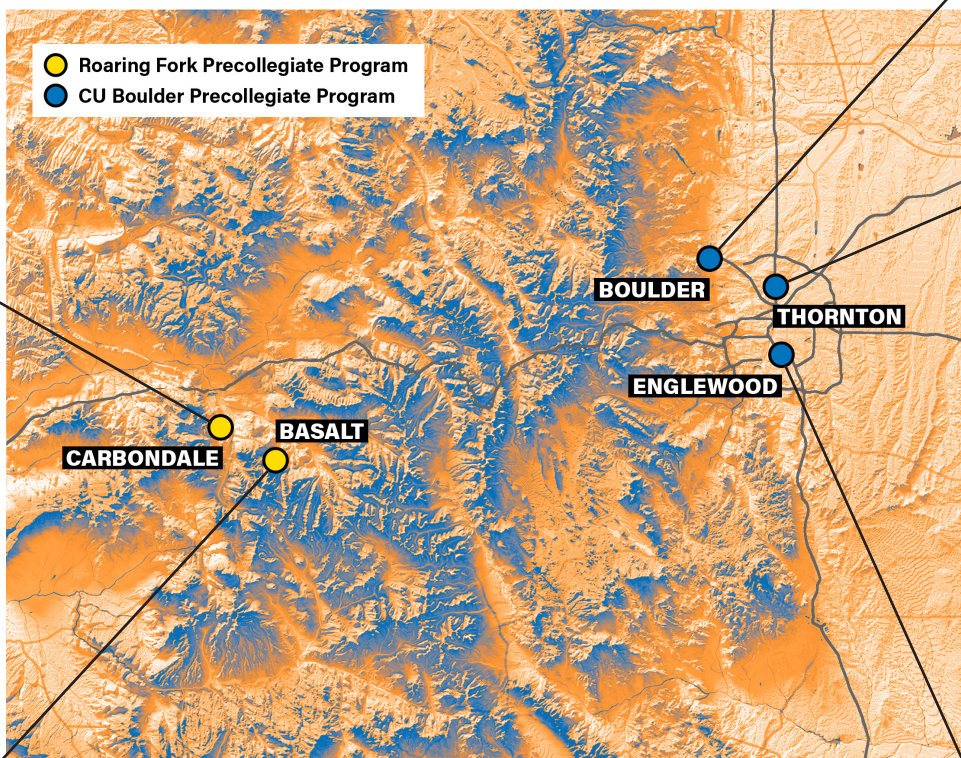 Roaring Fork Precollegiate Program
CU Boulder Precollegiate Program
BOULDER
THORNTON
ENGLEWOOD
BASALT
CARBONDALE